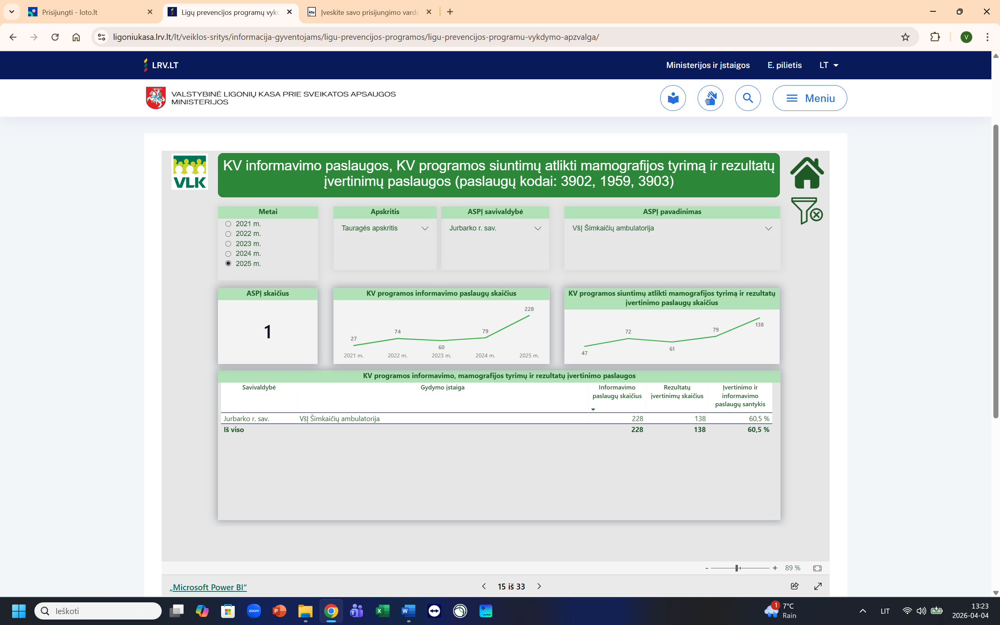 Prisijungti - loto.lt
Ligų prevencijos programų vyk
Įveskite savo prisijungimo vard
ligoniukasa.lrv.lt/lt/veiklos-sritys/informacija-gyventojams/ligu-prevencijos-programos/ligu-prevencijos-programu-vykdymo-apzvalga/
V
LRV.LT
Ministerijos ir įstaigos
E. pilietis
LT
VALSTYBINĖ LIGONIŲ KASA PRIE SVEIKATOS APSAUGOS
MINISTERIJOS
Meniu
VLK
KV informavimo paslaugos, KV programos siuntimų atlikti mamografijos tyrimą ir rezultatų
įvertinimų paslaugos (paslaugų kodai: 3902, 1959, 3903)
Metai
2021 m.
2022 m.
2023 m.
2024 m.
2025 m.
Apskritis
Tauragės apskritis
ASPĮ savivaldybė
Jurbarko r. sav.
ASPĮ pavadinimas
VšĮ Šimkaičių ambulatorija
ASPĮ skaičius
1
KV programos informavimo paslaugų skaičius
27
74
60
79
228
2021 m.
2022 m.
2023 m.
2024 m.
2025 m.
KV programos siuntimų atlikti mamografijos tyrimą ir rezultatų
įvertinimo paslaugų skaičius
47
72
61
79
138
KV programos informavimo, mamografijos tyrimų ir rezultatų įvertinimo paslaugos
Savivaldybė
Gydymo įstaiga
Informavimo
paslaugų skaičius
Rezultatų
įvertinimų skaičius
Įvertinimo ir
informavimo
paslaugų santykis
Jurbarko r. sav. VšĮ Šimkaičių ambulatorija 228 138 60,5 %
Iš viso 228 138 60,5 %
- + 89 %
„Microsoft Power BI“
15 iš 33
Ieškoti
zoom
1
7°C
Rain
LIT
13:23
2026-04-04